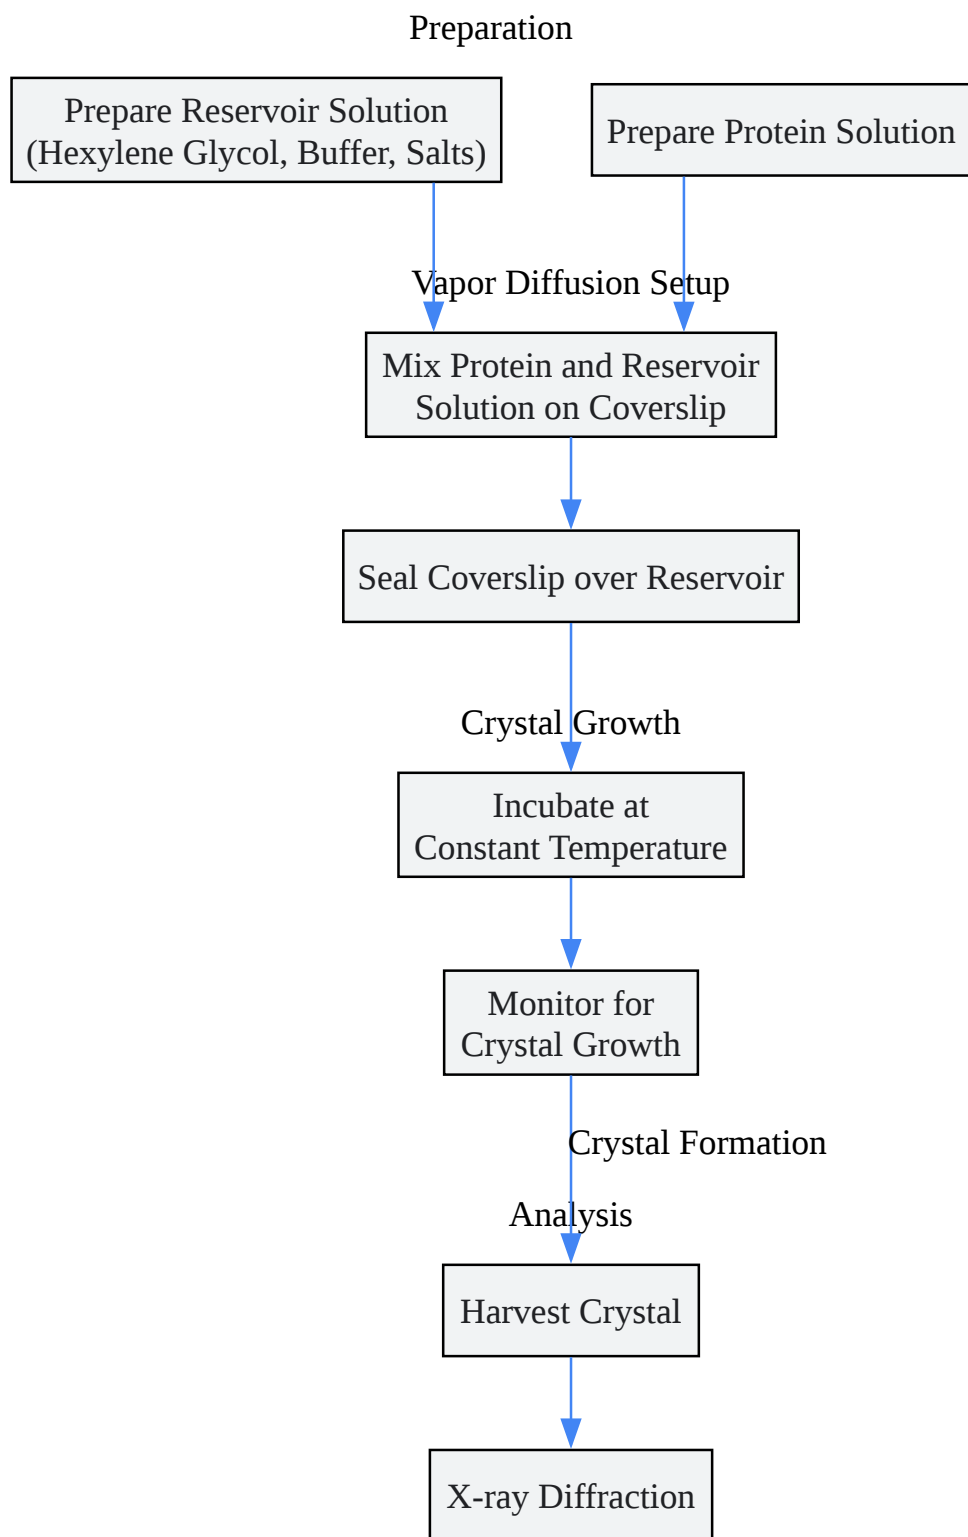 Preparation
Prepare Reservoir Solution
(Hexylene Glycol, Buffer, Salts)
Prepare Protein Solution
Vapor Diffusion Setup
Mix Protein and Reservoir
Solution on Coverslip
Seal Coverslip over Reservoir
Crystal Growth
Incubate at
Constant Temperature
Monitor for
Crystal Growth
Crystal Formation
Analysis
Harvest Crystal
X-ray Diffraction